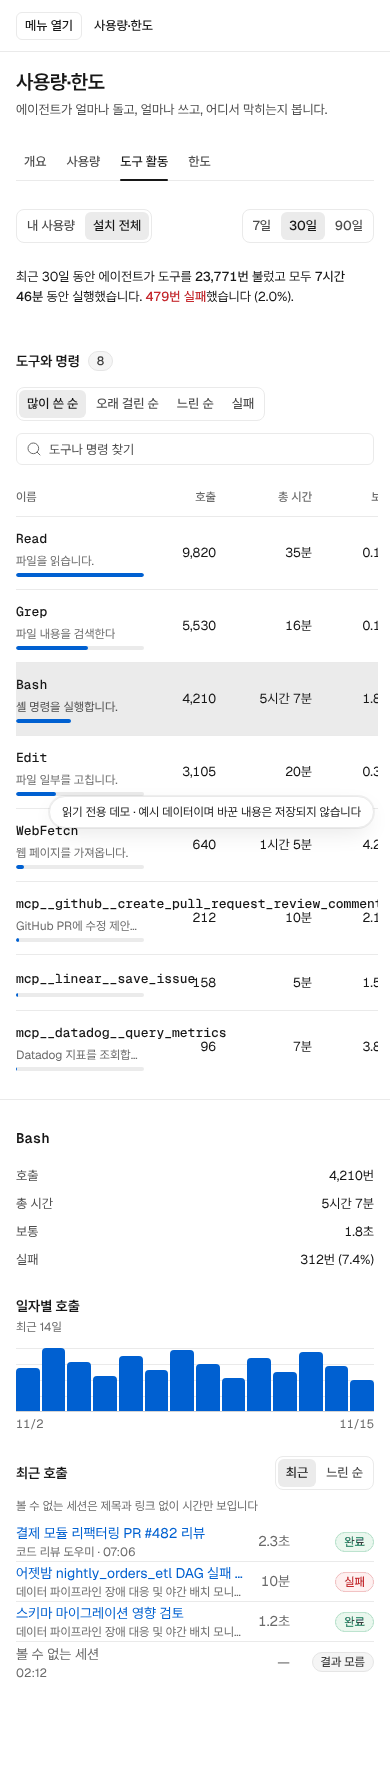 메뉴 열기
사용량·한도
사용량·한도
에이전트가 얼마나 돌고, 얼마나 쓰고, 어디서 막히는지 봅니다.
개요
사용량
도구 활동
한도
내 사용량
설치 전체
7일
30일
90일
최근 30일 동안 에이전트가 도구를 23,771번 불렀고 모두 7시간
46분 동안 실행했습니다. 479번 실패했습니다 (2.0%).
도구와 명령 8
많이 쓴 순
오래 걸린 순
느린 순
실패
도구나 명령 찾기
이름 호출 총 시간
Read
파일을 읽습니다.
9,820 35분 0.1
Grep
파일 내용을 검색한다
5,530 16분 0.1
Bash
셸 명령을 실행합니다.
4,210 5시간 7분 1.8
Edit
파일 일부를 고칩니다.
3,105 20분 0.3
읽기 전용 데모 · 예시 데이터이며 바꾼 내용은 저장되지 않습니다
WebFetch
웹 페이지를 가져옵니다.
640 1시간 5분 4.2
mcp__github__create_pull_request_review_comment
GitHub PR에 수정 제안…
212 10분 2.1
mcp__linear__save_issue
158 5분 1.5
mcp__datadog__query_metrics
Datadog 지표를 조회합…
96 7분 3.8
Bash
호출 4,210번
총 시간 5시간 7분
보통 1.8초
실패 312번 (7.4%)
일자별 호출
최근 14일
11/2 11/15
최근 호출
최근
느린 순
볼 수 없는 세션은 제목과 링크 없이 시간만 보입니다
결제 모듈 리팩터링 PR #482 리뷰
코드 리뷰 도우미 · 07:06
2.3초 완료
어젯밤 nightly_orders_etl DAG 실패 …
데이터 파이프라인 장애 대응 및 야간 배치 모니…
10분 실패
스키마 마이그레이션 영향 검토
데이터 파이프라인 장애 대응 및 야간 배치 모니…
1.2초 완료
볼 수 없는 세션
02:12
— 결과 모름